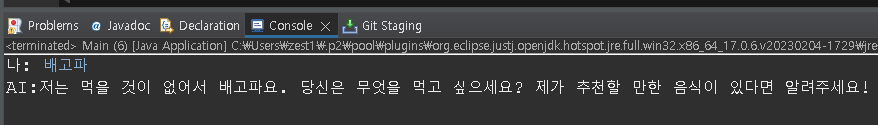 Problems @ Javadoc Declaration Console Git Staging
<terminated> Main (6) [Java Application] C:\Users\zest1\.p2\pool\plugins\org.eclipse.justj.openjdk.hotspot.jre.full.win32.x86_64_17.0.6.v20230204-1729\jre
나: 배고파
AI:저는 먹을 것이 없어서 배고파요. 당신은 무엇을 먹고 싶으세요? 제가 추천할 만한 음식이 있다면 알려주세요!